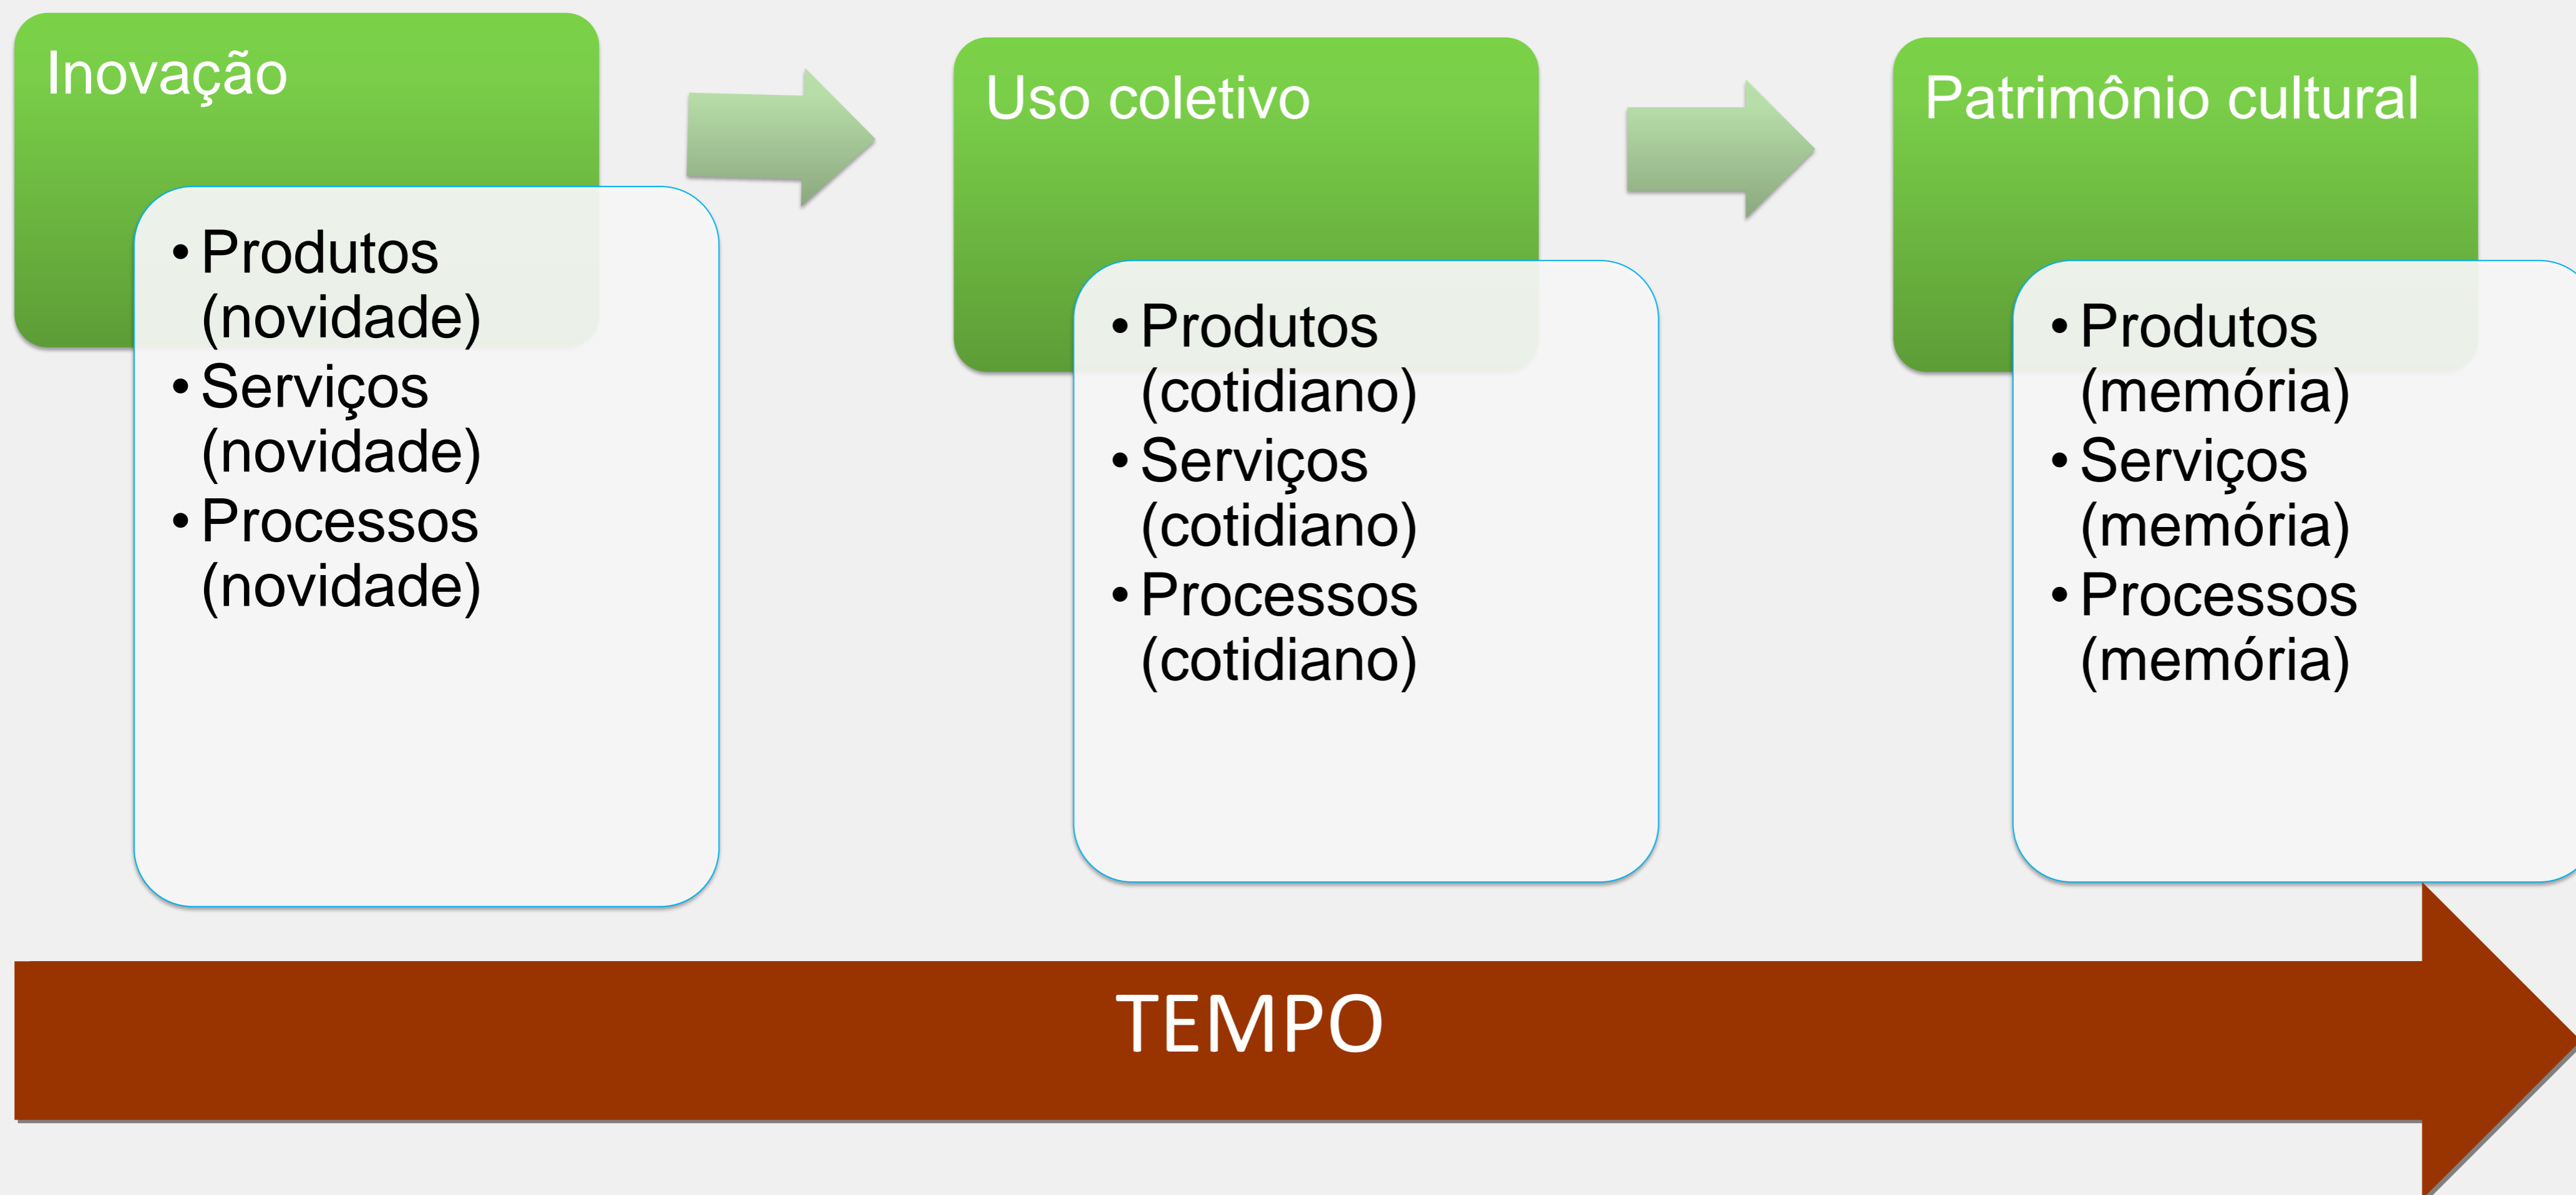 Inovação
• Produtos
(novidade)
• Serviços
(novidade)
• Processos
(novidade)
Uso coletivo
• Produtos
(cotidiano)
• Serviços
(cotidiano)
• Processos
(cotidiano)
Patrimônio cultural
• Produtos
(memória)
• Serviços
(memória)
• Processos
(memória)
TEMPO